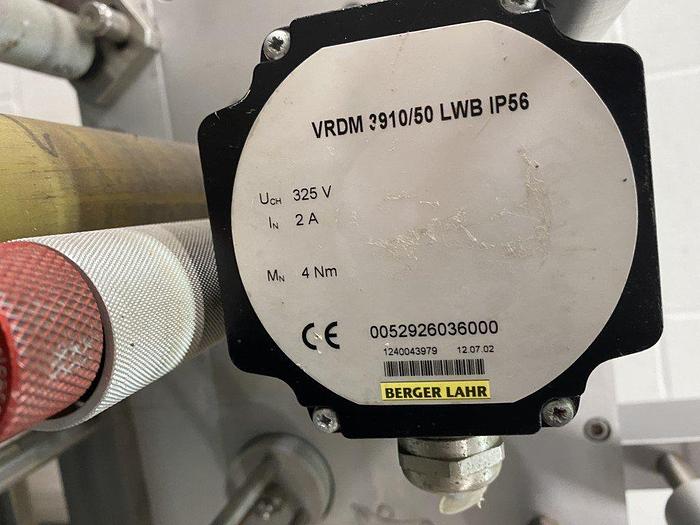 VRDM 3910/50 LWB IP56
UCH 325 V
IN 2 A
MN 4 Nm
CE 0052926036000
1240043979 12.07.02
BERGER LAHR